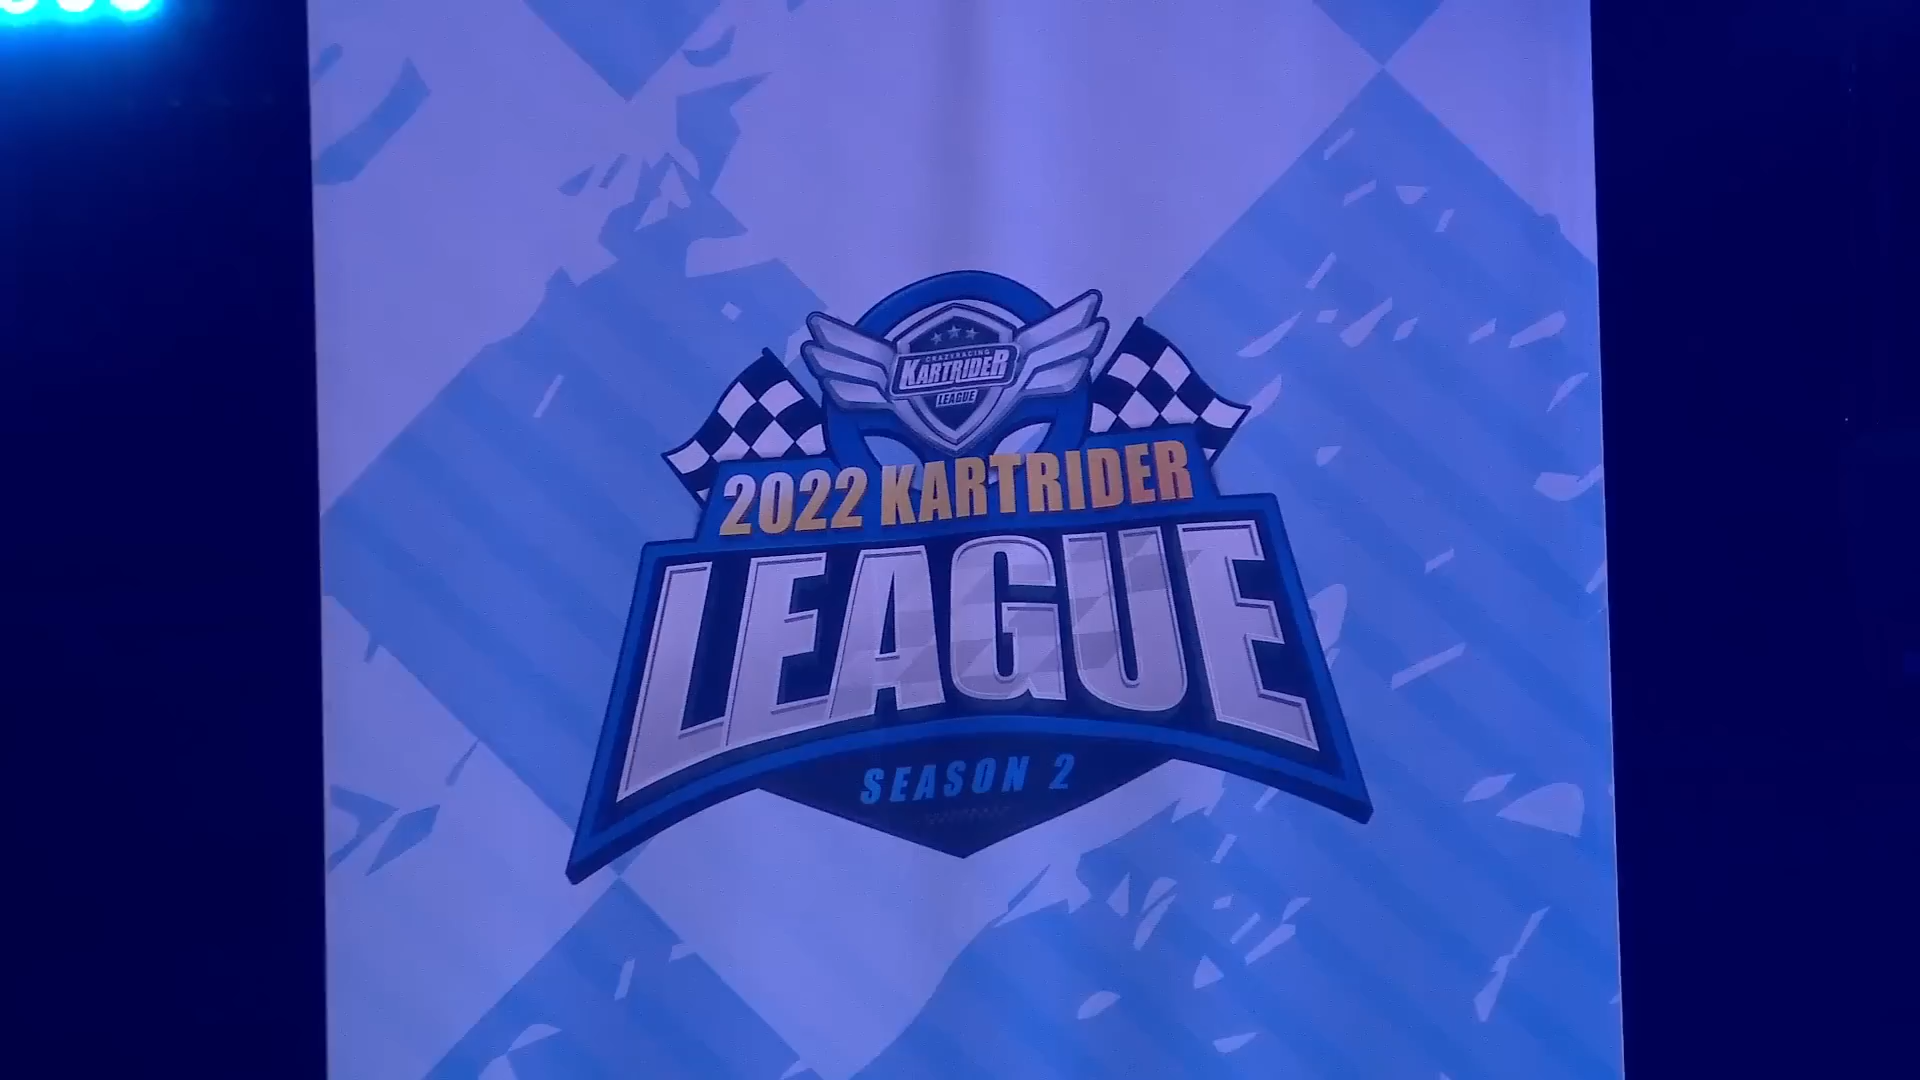 CRAZYRACING
KARTRIDER
LEAGUE
2022 KARTRIDER
LEAGUE
SEASON 2